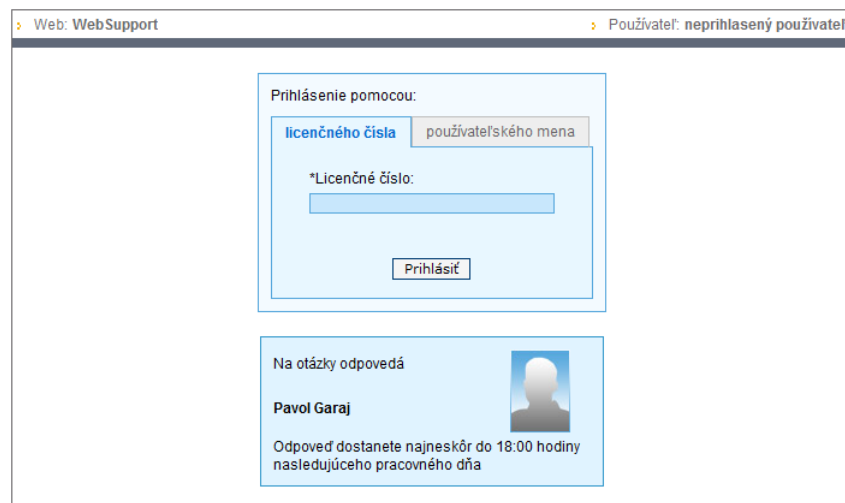 Web: WebSupport
Používateľ: neprihlasený používateľ
Prihlásenie pomocou:
licenčného čísla
používateľského mena
*Licenčné číslo:
Prihlásiť
Na otázky odpovedá
Pavol Garaj
Odpoveď dostanete najneskôr do 18:00 hodiny
nasledujúceho pracovného dňa